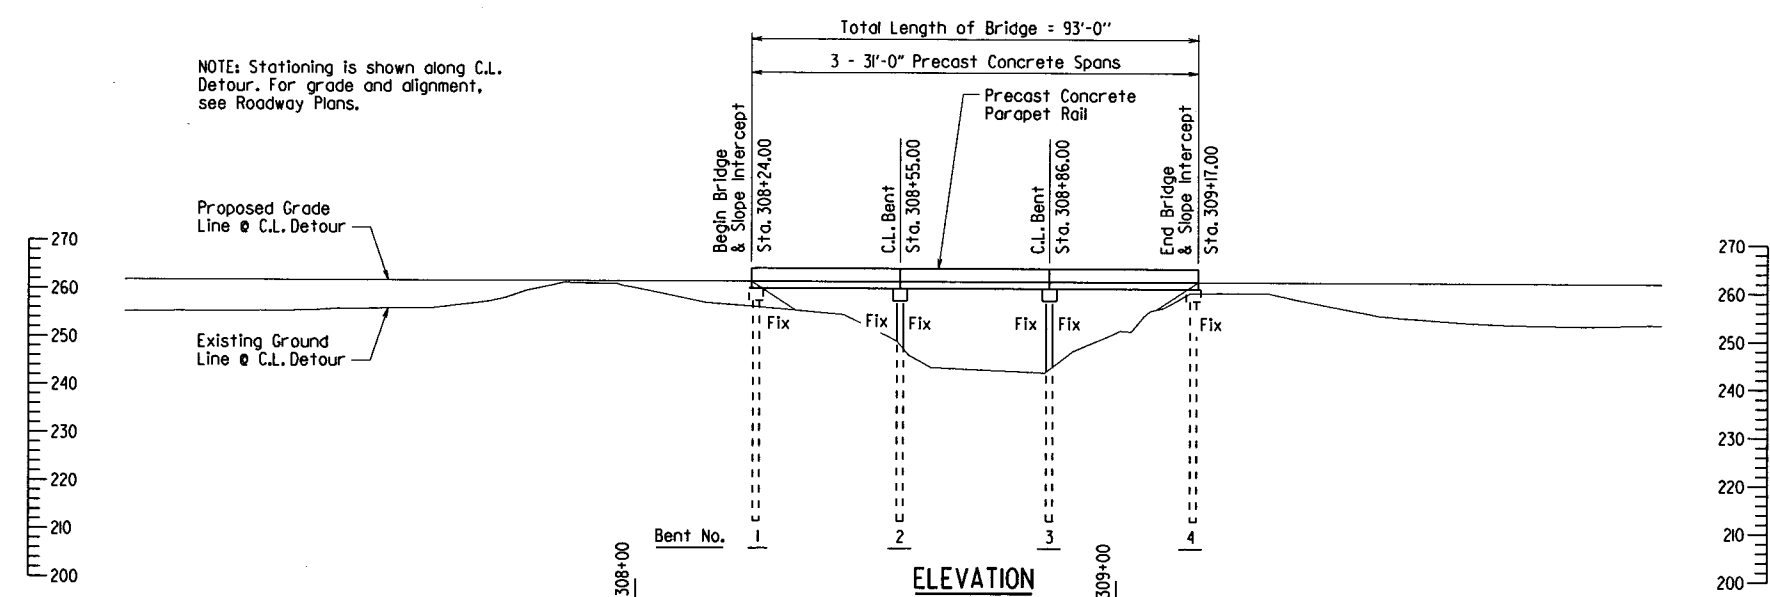 Total Length of Bridge = 93'-0"
3 - 31'-0" Precast Concrete Spans
NOTE: Stationing is shown along C.L.
Detour. For grade and alignment,
see Roadway Plans.
Precast Concrete
Parapet Rail
Begin Bridge
& Slope Intercept
Sta. 308+24.00
C.L. Bent
Sta. 308+55.00
C.L. Bent
Sta. 308+86.00
End Bridge
& Slope Intercept
Sta. 309+17.00
Proposed Grade
Line @ C.L. Detour
Existing Ground
Line @ C.L. Detour
270
260
250
240
230
220
210
200
Fix
Fix
Fix
Fix
Fix
Fix
270
260
250
240
230
220
210
200
Bent No. 1 2 3 4
308+00
309+00
ELEVATION